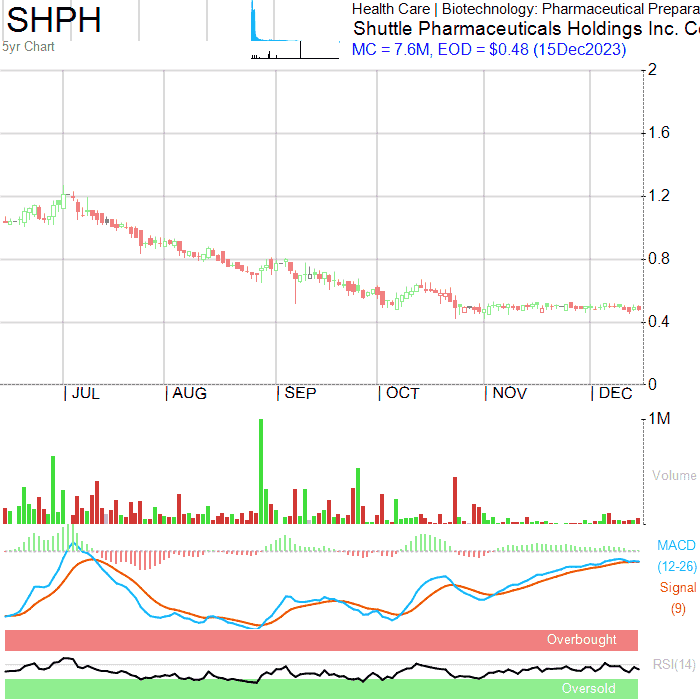 SHPH
5yr Chart
Health Care | Biotechnology: Pharmaceutical Prepara
Shuttle Pharmaceuticals Holdings Inc. Co
MC = 7.6M, EOD = $0.48 (15Dec2023)
2
1.6
1.2
0.8
0.4
0
JUL AUG SEP OCT NOV DEC
1M
Volume
MACD
(12-26)
Signal
(9)
Overbought
RSI(14)
Oversold